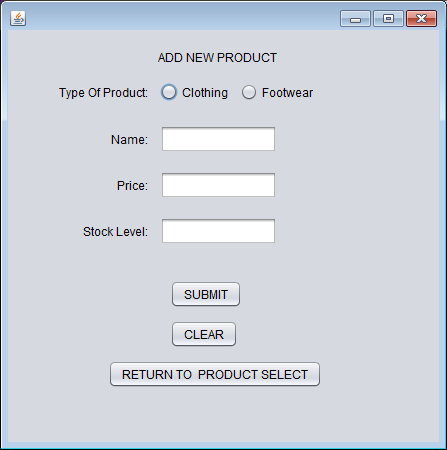 ADD NEW PRODUCT
Type Of Product: Clothing Footwear
Name:
Price:
Stock Level:
SUBMIT
CLEAR
RETURN TO  PRODUCT SELECT